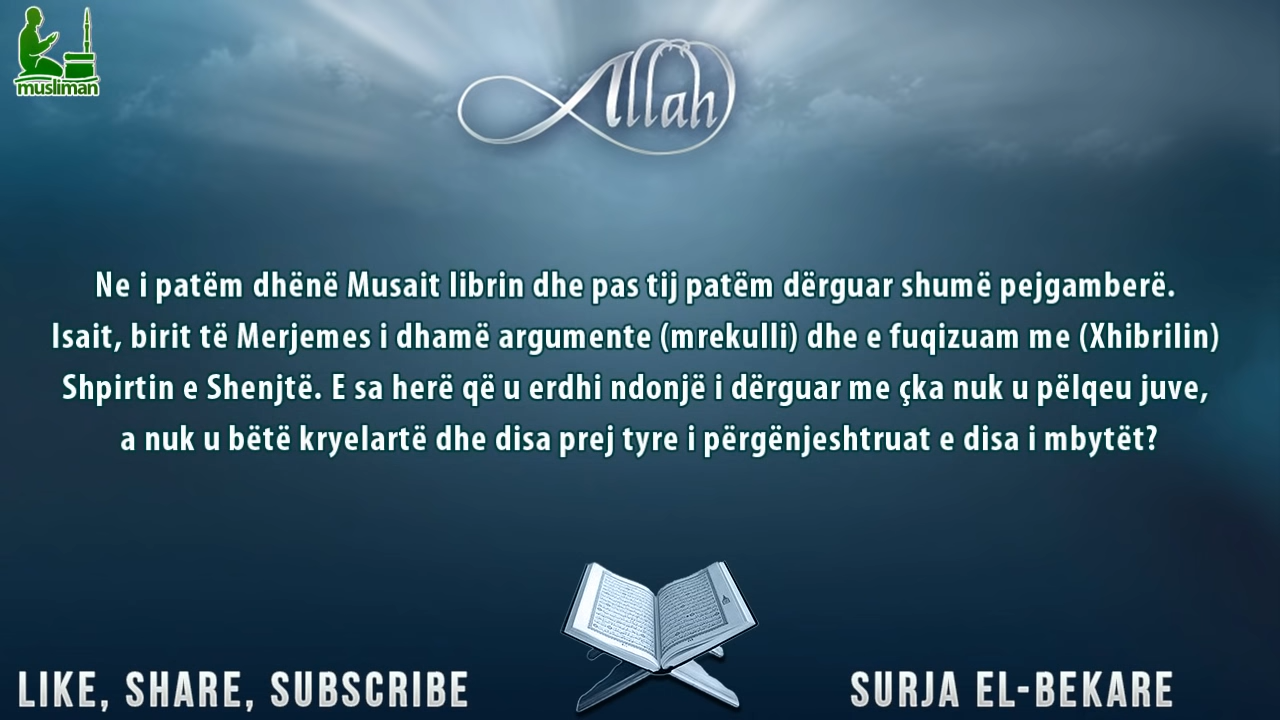 musliman
Allah
Ne i patëm dhënë Musait librin dhe pas tij patëm dërguar shumë pejgamberë.
Isait, birit të Merjemes i dhamë argumente (mrekulli) dhe e fuqizuam me (Xhibrilin)
Shpirtin e Shenjtë. E sa herë që u erdhi ndonjë i dërguar me çka nuk u pëlqeu juve,
a nuk u bëtë kryelartë dhe disa prej tyre i përgënjeshtruat e disa i mbytët?
LIKE, SHARE, SUBSCRIBE
SURJA EL-BEKARE